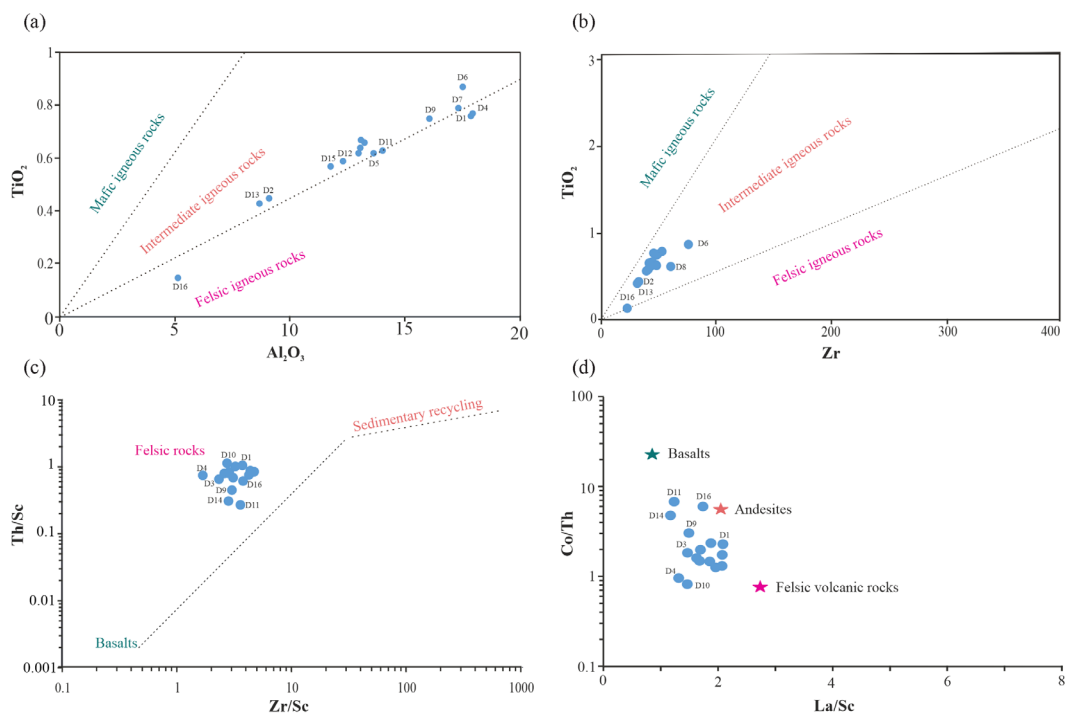 (a)
TiO₂
1
0.8
0.6
0.4
0.2
0
0
5
10
15
20
Al₂O₃
Mafic igneous rocks
Intermediate igneous rocks
Felsic igneous rocks
D6
D7
D4
D1
D9
D11
D5
D12
D15
D2
D13
D16
(b)
TiO₂
3
2
1
0
0
100
200
300
400
Zr
Mafic igneous rocks
Intermediate igneous rocks
Felsic igneous rocks
D6
D8
D2
D13
D16
(c)
Th/Sc
10
1
0.1
0.01
0.001
0.1
1
10
100
1000
Zr/Sc
Sedimentary recycling
Felsic rocks
Basalts
D10
D1
D4
D3
D16
D9
D14
D11
(d)
Co/Th
100
10
1
0.1
0
2
4
6
8
La/Sc
Basalts
Andesites
Felsic volcanic rocks
D11
D16
D14
D9
D1
D3
D4
D10